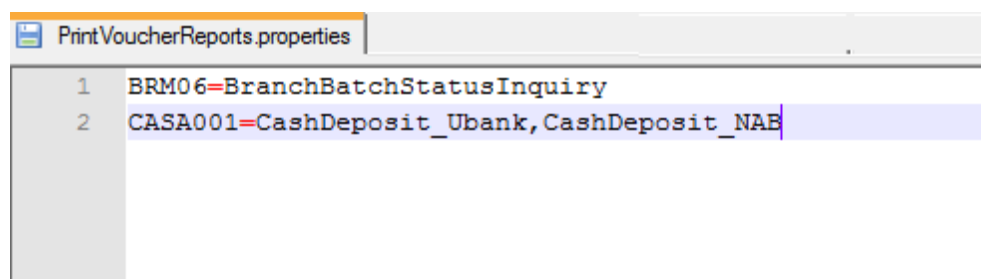 PrintVoucherReports.properties
1 BRM06=BranchBatchStatusInquiry
2 CASA001=CashDeposit_Ubank,CashDeposit_NAB